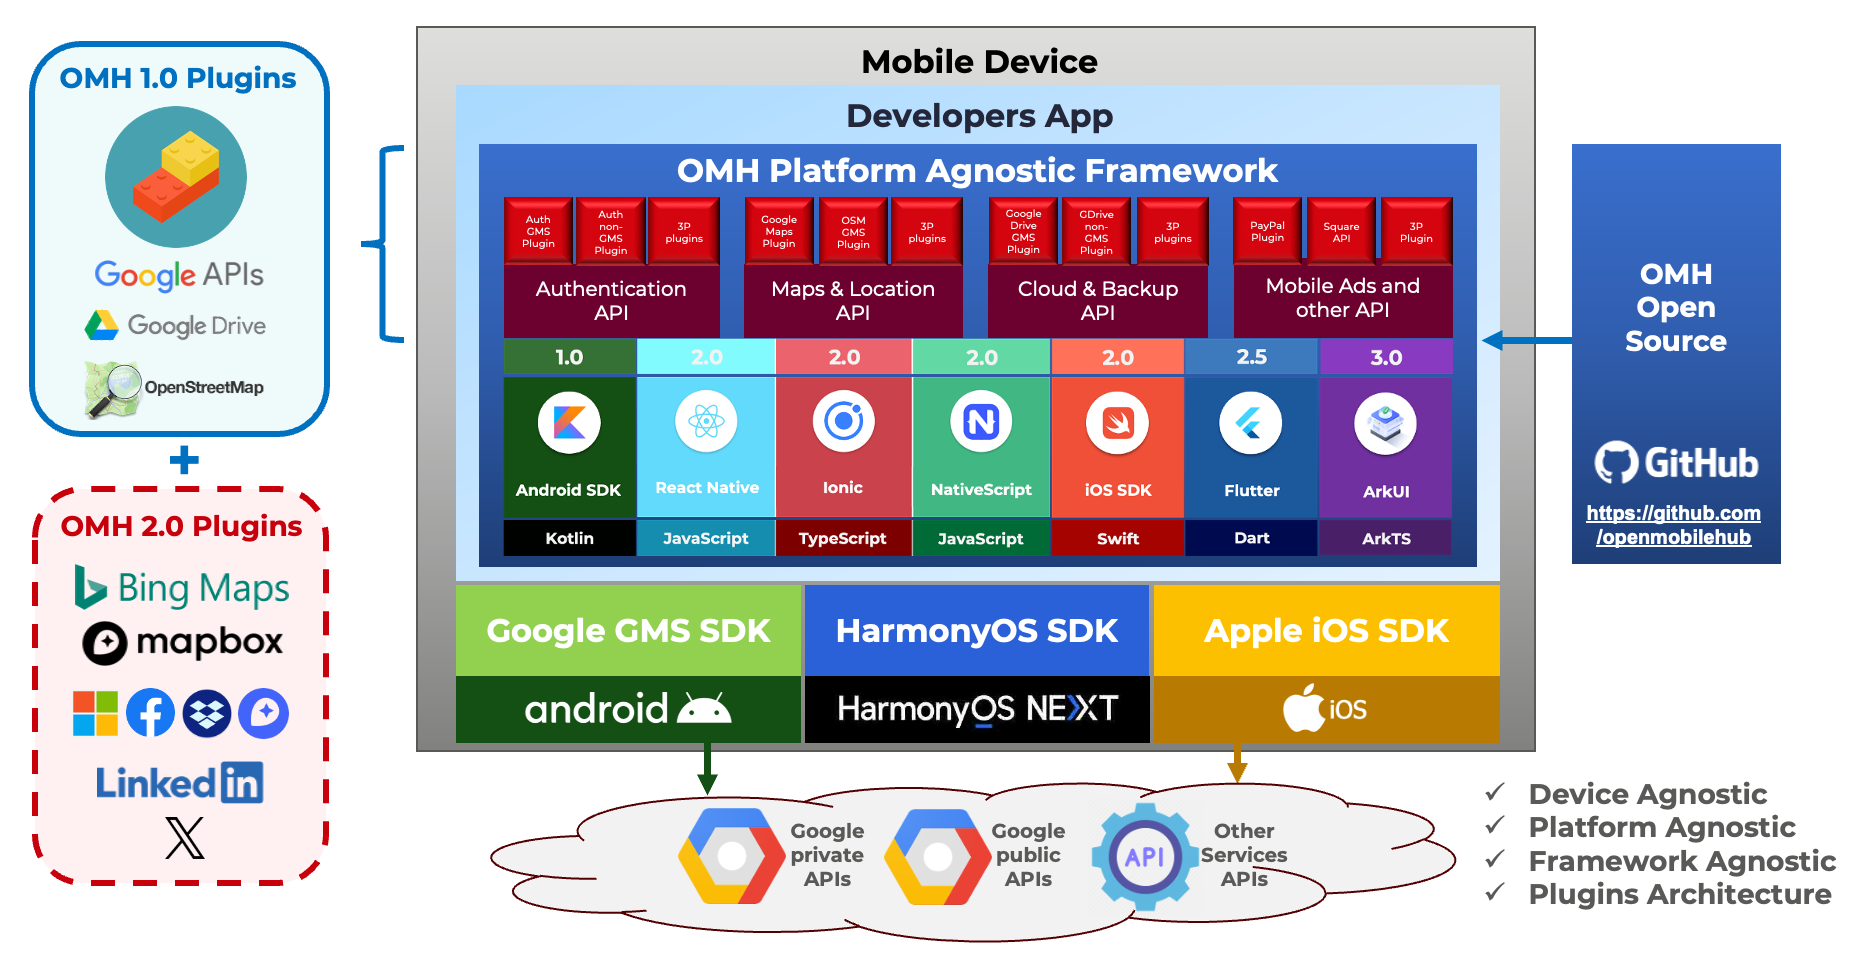 OMH 1.0 Plugins
Google APIs
Google Drive
OpenStreetMap
OMH 2.0 Plugins
Bing Maps
mapbox
Linked in
X
Mobile Device
Developers App
OMH Platform Agnostic Framework
Auth
GMS
Plugin
Auth
non-
GMS
Plugin
3P
plugins
Google
Maps
Plugin
OSM
GMS
Plugin
3P
plugins
Google
Drive
GMS
Plugin
GDrive
non-
GMS
Plugin
3P
plugins
PayPal
Plugin
Square
API
3P
Plugin
Authentication
API
Maps & Location
API
Cloud & Backup
API
Mobile Ads and
other API
1.0
2.0
2.0
2.0
2.0
2.5
3.0
Android SDK
React Native
Ionic
NativeScript
iOS SDK
Flutter
ArkUI
Kotlin
JavaScript
TypeScript
JavaScript
Swift
Dart
ArkTS
Google GMS SDK
HarmonyOS SDK
Apple iOS SDK
android
HarmonyOS NEXT
iOS
Google
private
APIs
Google
public
APIs
API
Other
Services
APIs
OMH
Open
Source
GitHub
https://github.com
/openmobilehub
✓ Device Agnostic
✓ Platform Agnostic
✓ Framework Agnostic
✓ Plugins Architecture